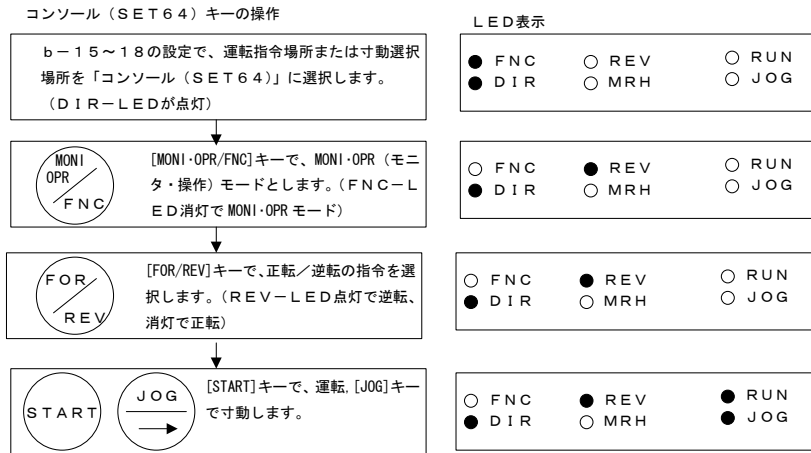 コンソール（ＳＥＴ６４）キーの操作
ＬＥＤ表示
ｂ－１５～１８の設定で、運転指令場所または寸動選択
場所を「コンソール（ＳＥＴ６４）」に選択します。
（ＤＩＲ－ＬＥＤが点灯）
● ＦＮＣ ○ ＲＥＶ ○ ＲＵＮ
● ＤＩＲ ○ ＭＲＨ ○ ＪＯＧ
MONI
OPR
ＦＮＣ
[MONI･OPR/FNC]キーで、MONI･OPR（モニ
タ・操作）モードとします。（ＦＮＣ－Ｌ
ＥＤ消灯で MONI･OPR モード）
○ ＦＮＣ ● ＲＥＶ ○ ＲＵＮ
● ＤＩＲ ○ ＭＲＨ ○ ＪＯＧ
ＦＯＲ
ＲＥＶ
[FOR/REV]キーで、正転／逆転の指令を選
択します。（ＲＥＶ－ＬＥＤ点灯で逆転、
消灯で正転）
○ ＦＮＣ ● ＲＥＶ ○ ＲＵＮ
● ＤＩＲ ○ ＭＲＨ ○ ＪＯＧ
ＳＴＡＲＴ
ＪＯＧ
→
[START]キーで、運転,[JOG]キー
で寸動します。
○ ＦＮＣ ● ＲＥＶ ● ＲＵＮ
● ＤＩＲ ○ ＭＲＨ ● ＪＯＧ